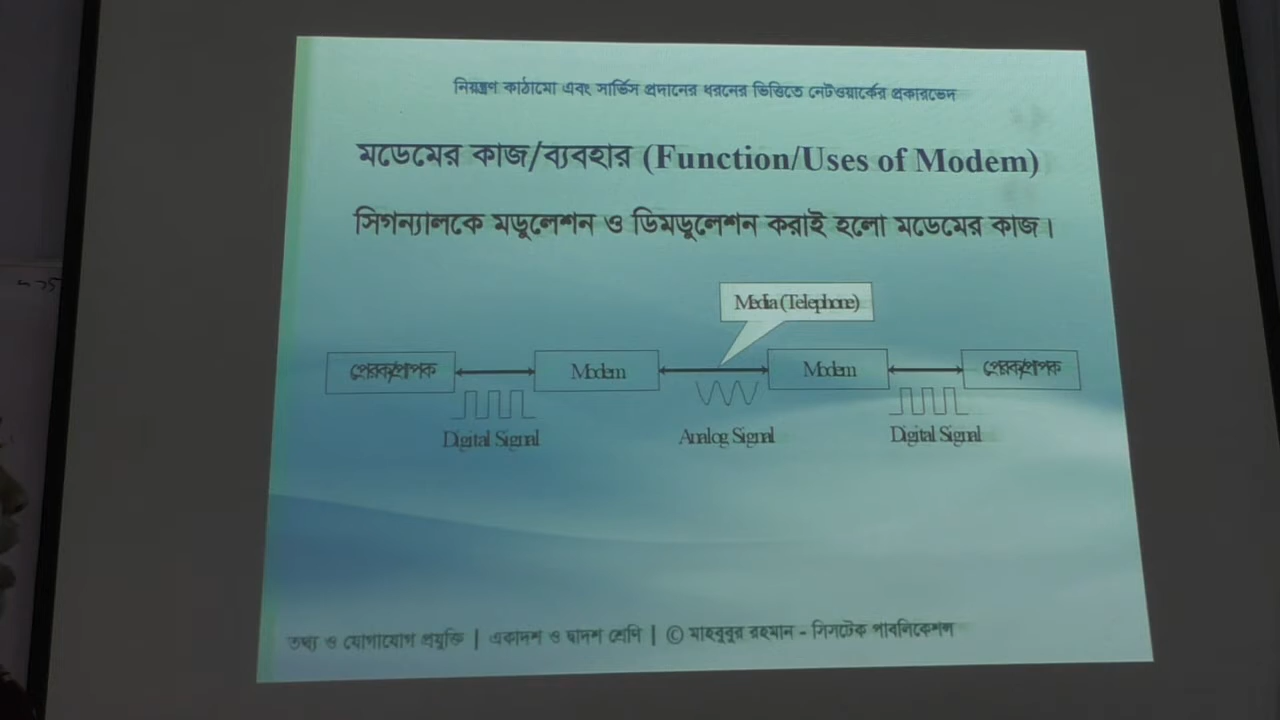 নিয়ন্ত্রণ কাঠামো এবং সার্ভিস প্রদানের ধরনের ভিত্তিতে নেটওয়ার্কের প্রকারভেদ
মডেমের কাজ/ব্যবহার (Function/Uses of Modem)
সিগন্যালকে মডুলেশন ও ডিমডুলেশন করাই হলো মডেমের কাজ।
Media (Telephone)
প্রেরক/প্রাপক
Modem
Modem
প্রেরক/প্রাপক
Digital Signal
Analog Signal
Digital Signal
তথ্য ও যোগাযোগ প্রযুক্তি | একাদশ ও দ্বাদশ শ্রেণি | © মাহবুবুর রহমান - সিসটেক পাবলিকেশন্স